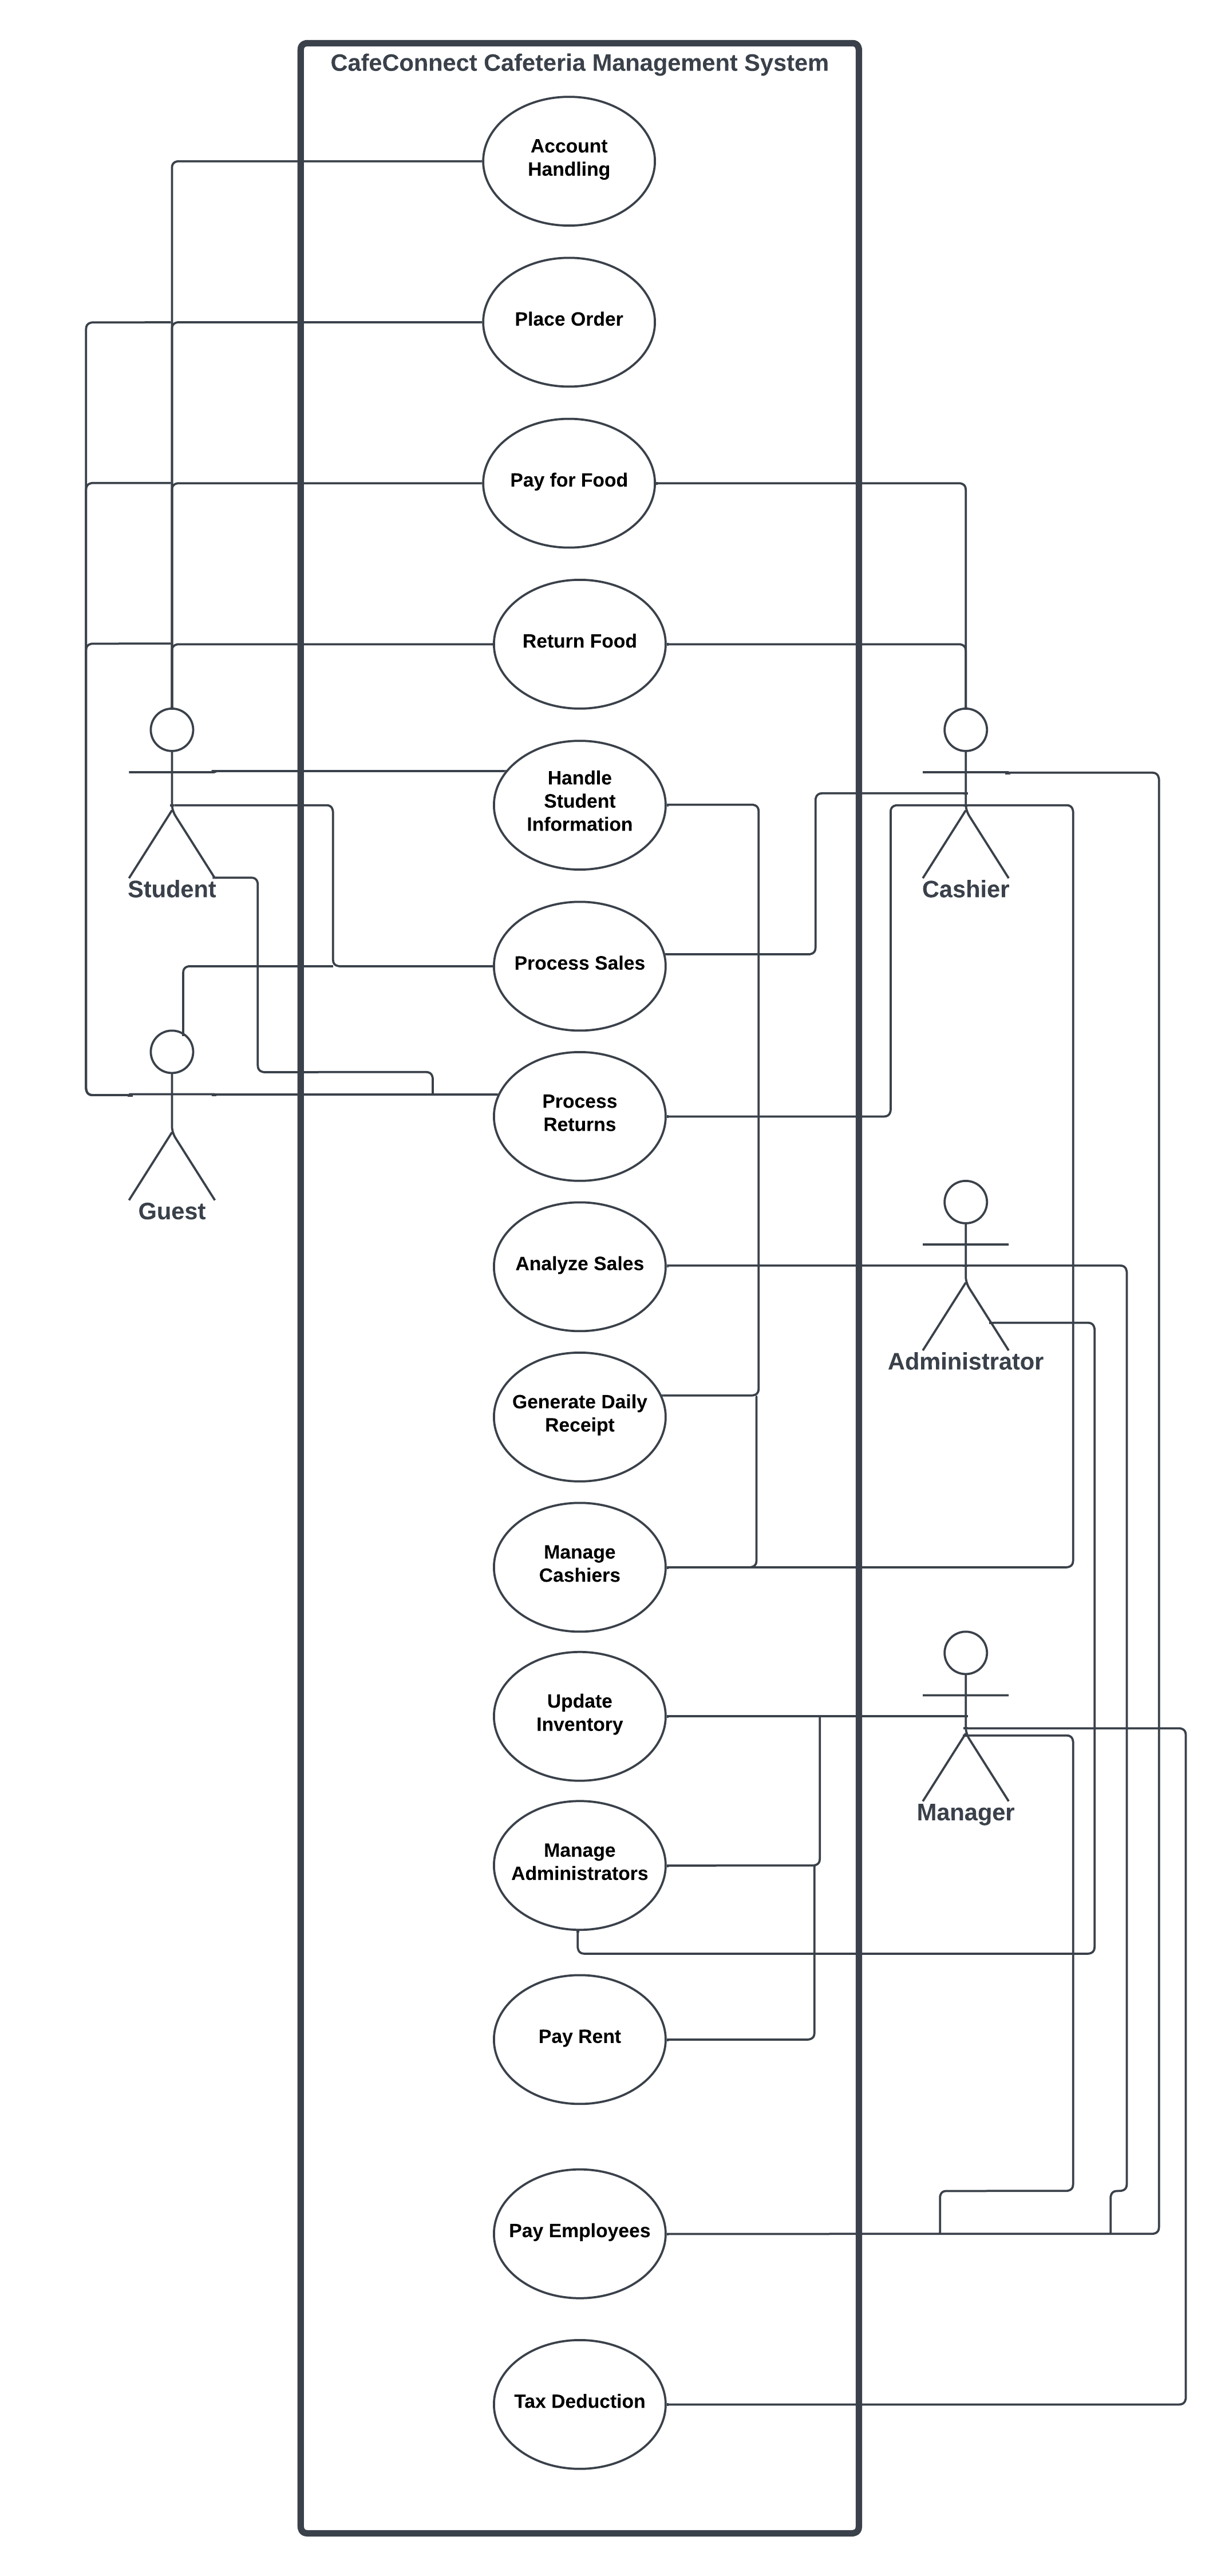 CafeConnect Cafeteria Management System
Account
Handling
Place Order
Pay for Food
Return Food
Handle
Student
Information
Student
Cashier
Process Sales
Process
Returns
Guest
Analyze Sales
Administrator
Generate Daily
Receipt
Manage
Cashiers
Update
Inventory
Manager
Manage
Administrators
Pay Rent
Pay Employees
Tax Deduction